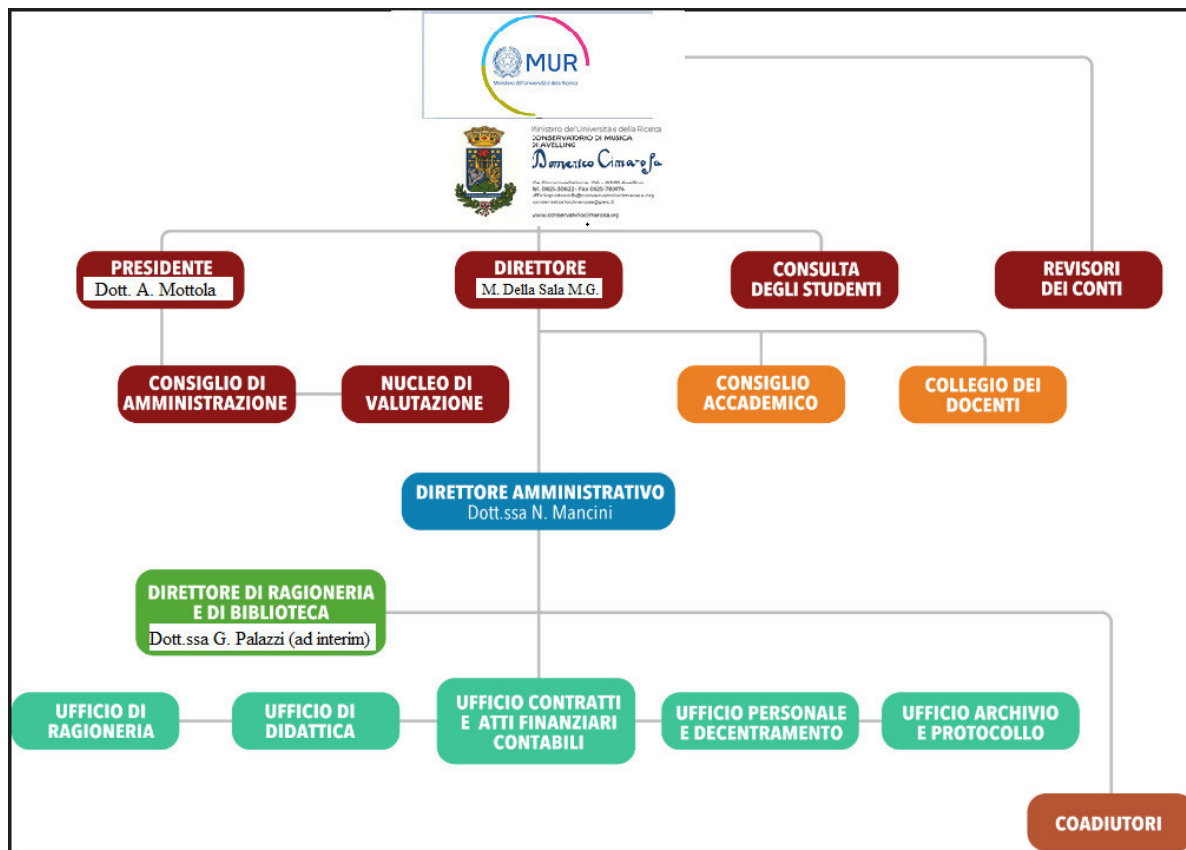 MUR
Ministero dell'Università e della Ricerca
Ministero dell'Università e della Ricerca
CONSERVATORIO DI MUSICA
DI AVELLINO
Domenico Cimarosa
conservatoriocimarosa@pec.it
www.conservatoriocimarosa.org
PRESIDENTE
Dott. A. Mottola
DIRETTORE
M. Della Sala M.G.
CONSULTA
DEGLI STUDENTI
REVISORI
DEI CONTI
CONSIGLIO DI
AMMINISTRAZIONE
NUCLEO DI
VALUTAZIONE
CONSIGLIO
ACCADEMICO
COLLEGIO DEI
DOCENTI
DIRETTORE AMMINISTRATIVO
Dott.ssa N. Mancini
DIRETTORE DI RAGIONERIA
E DI BIBLIOTECA
Dott.ssa G. Palazzi (ad interim)
UFFICIO DI
RAGIONERIA
UFFICIO DI
DIDATTICA
UFFICIO CONTRATTI
E ATTI FINANZIARI
CONTABILI
UFFICIO PERSONALE
E DECENTRAMENTO
UFFICIO ARCHIVIO
E PROTOCOLLO
COADIUTORI